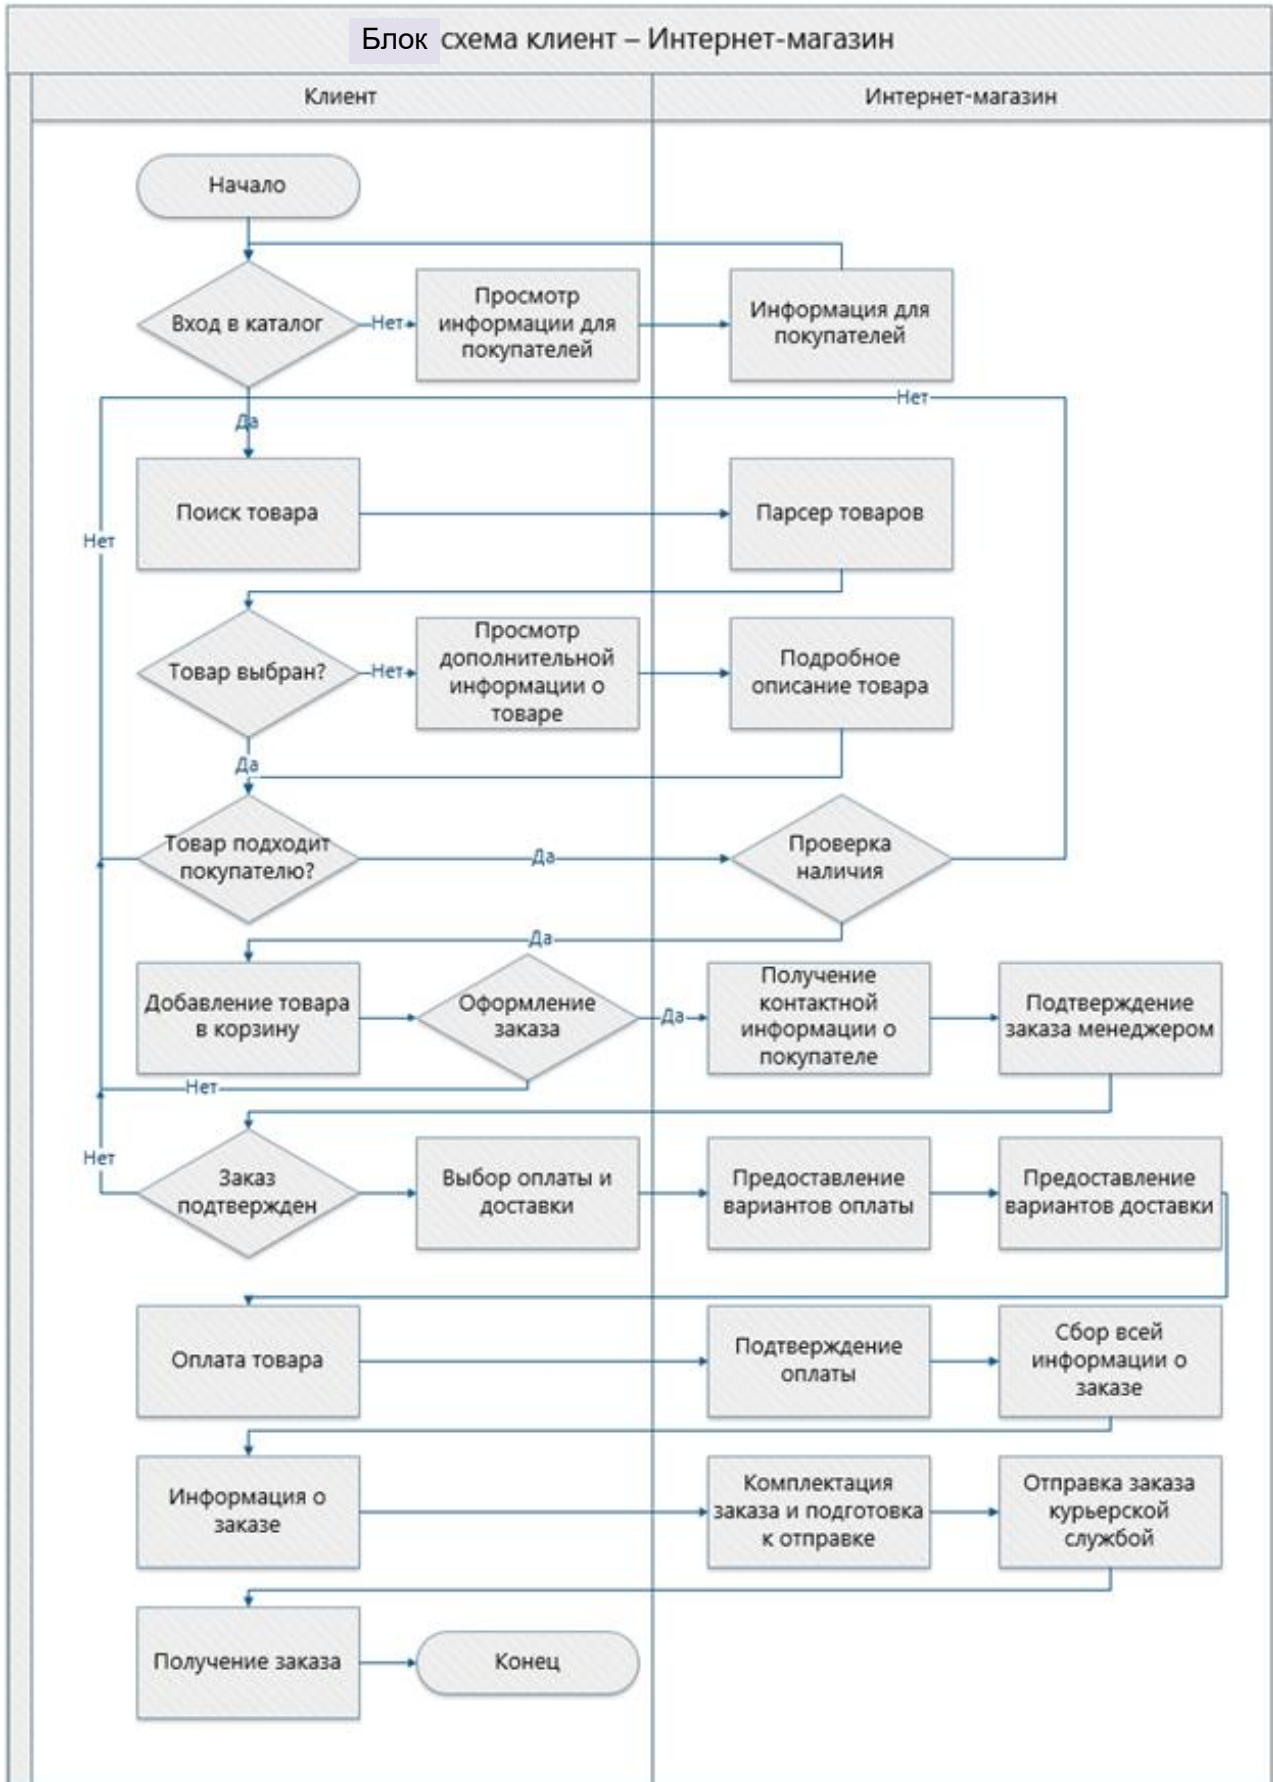 Блок схема клиент – Интернет-магазин
Клиент
Интернет-магазин
Начало
Вход в каталог
Нет
Просмотр
информации для
покупателей
Информация для
покупателей
Нет
Да
Поиск товара
Парсер товаров
Нет
Товар выбран?
Нет
Просмотр
дополнительной
информации о
товаре
Подробное
описание товара
Да
Товар подходит
покупателю?
Да
Проверка
наличия
Да
Добавление товара
в корзину
Оформление
заказа
Да
Получение
контактной
информации о
покупателе
Подтверждение
заказа менеджером
Нет
Нет
Заказ
подтвержден
Выбор оплаты и
доставки
Предоставление
вариантов оплаты
Предоставление
вариантов доставки
Оплата товара
Подтверждение
оплаты
Сбор всей
информации о
заказе
Информация о
заказе
Комплектация
заказа и подготовка
к отправке
Отправка заказа
курьерской
службой
Получение заказа
Конец